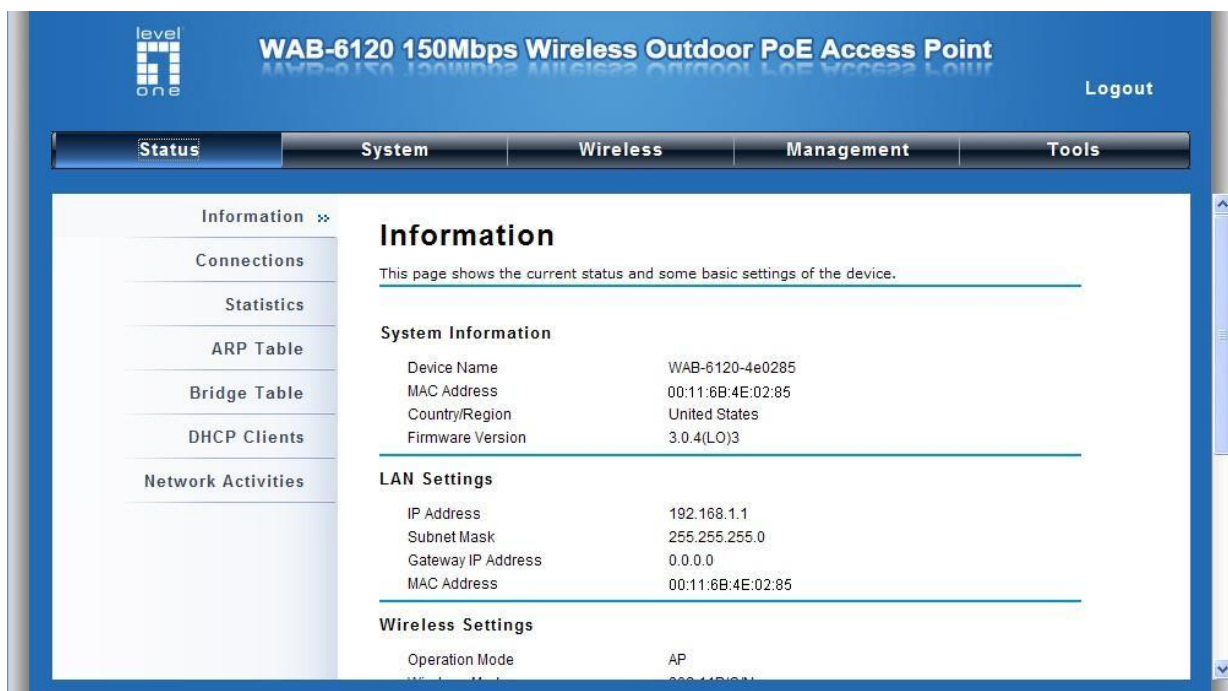 level
one
WAB-6120 150Mbps Wireless Outdoor PoE Access Point
Logout
Status System Wireless Management Tools
Information »
Connections
Statistics
ARP Table
Bridge Table
DHCP Clients
Network Activities
Information
This page shows the current status and some basic settings of the device.
System Information
Device Name WAB-6120-4e0285
MAC Address 00:11:6B:4E:02:85
Country/Region United States
Firmware Version 3.0.4(LO)3
LAN Settings
IP Address 192.168.1.1
Subnet Mask 255.255.255.0
Gateway IP Address 0.0.0.0
MAC Address 00:11:6B:4E:02:85
Wireless Settings
Operation Mode AP